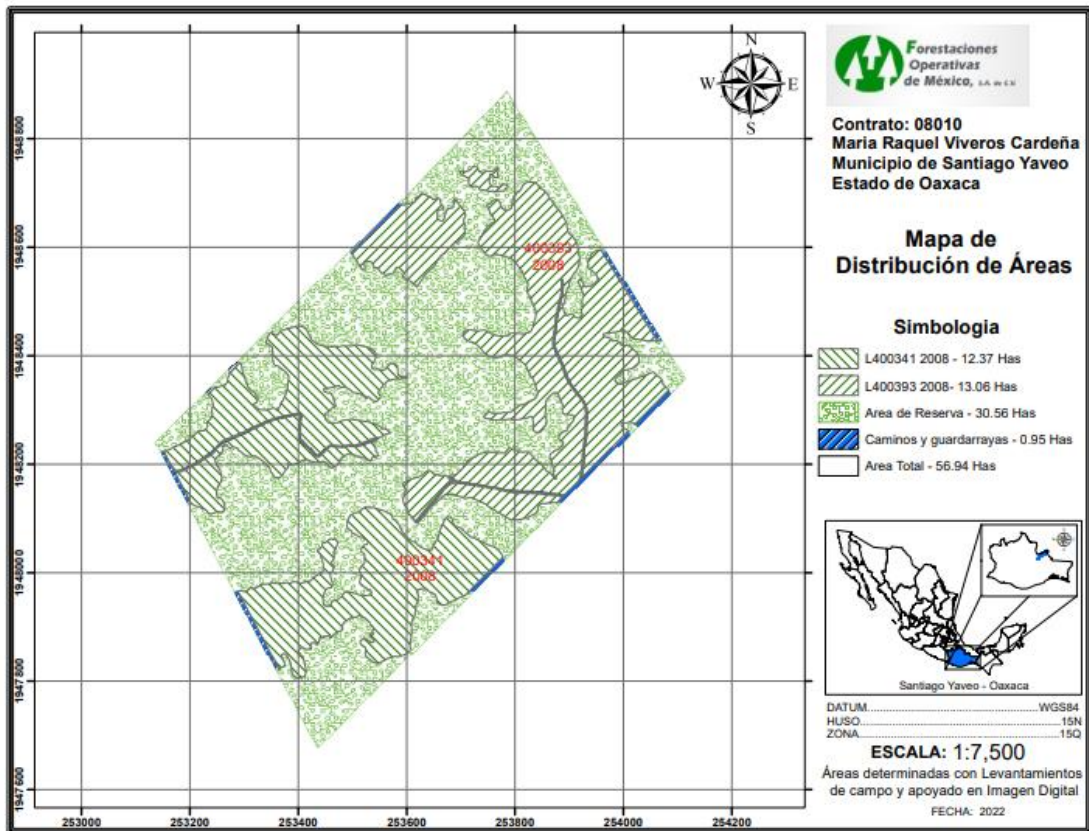 N
W
E
S
Forestaciones
Operativas
de México, S.A. de C.V.
Contrato: 08010
Maria Raquel Viveros Cardeña
Municipio de Santiago Yaveo
Estado de Oaxaca
Mapa de
Distribución de Áreas
Simbologia
L400341 2008 - 12.37 Has
L400393 2008- 13.06 Has
Area de Reserva - 30.56 Has
Caminos y guardarrayas - 0.95 Has
Area Total - 56.94 Has
Santiago Yaveo - Oaxaca
DATUM WGS84
HUSO 15N
ZONA 15Q
ESCALA: 1:7,500
Áreas determinadas con Levantamientos
de campo y apoyado en Imagen Digital
FECHA: 2022
400393
2008
400341
2008
1948800
1948600
1948400
1948200
1948000
1947800
1947600
253000
253200
253400
253600
253800
254000
254200